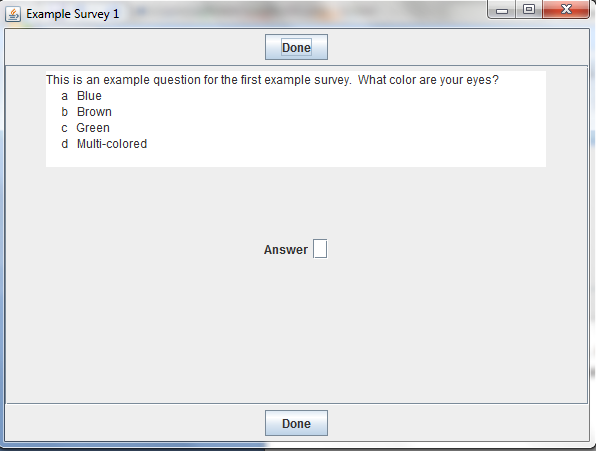 Example Survey 1
Done
This is an example question for the first example survey.  What color are your eyes?
a Blue
b Brown
c Green
d Multi-colored
Answer
Done